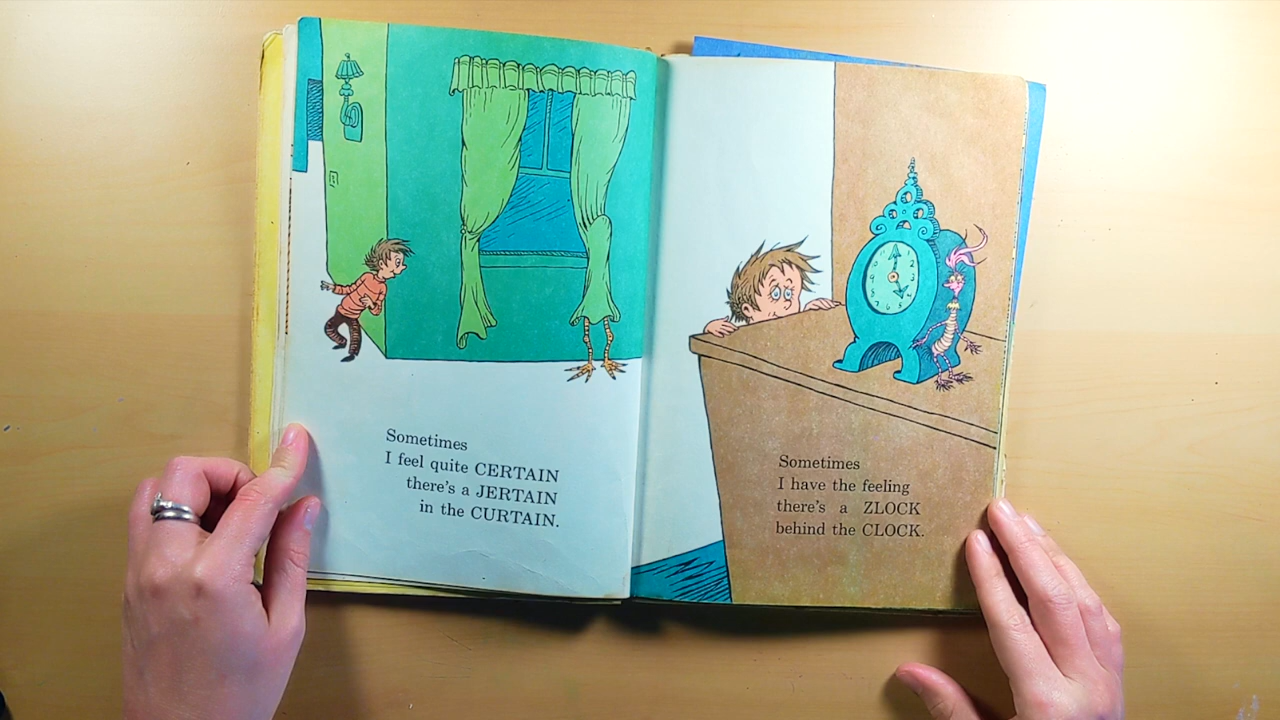 Sometimes
I feel quite CERTAIN
there's a JERTAIN
in the CURTAIN.
Sometimes
I have the feeling
there's a ZLOCK
behind the CLOCK.